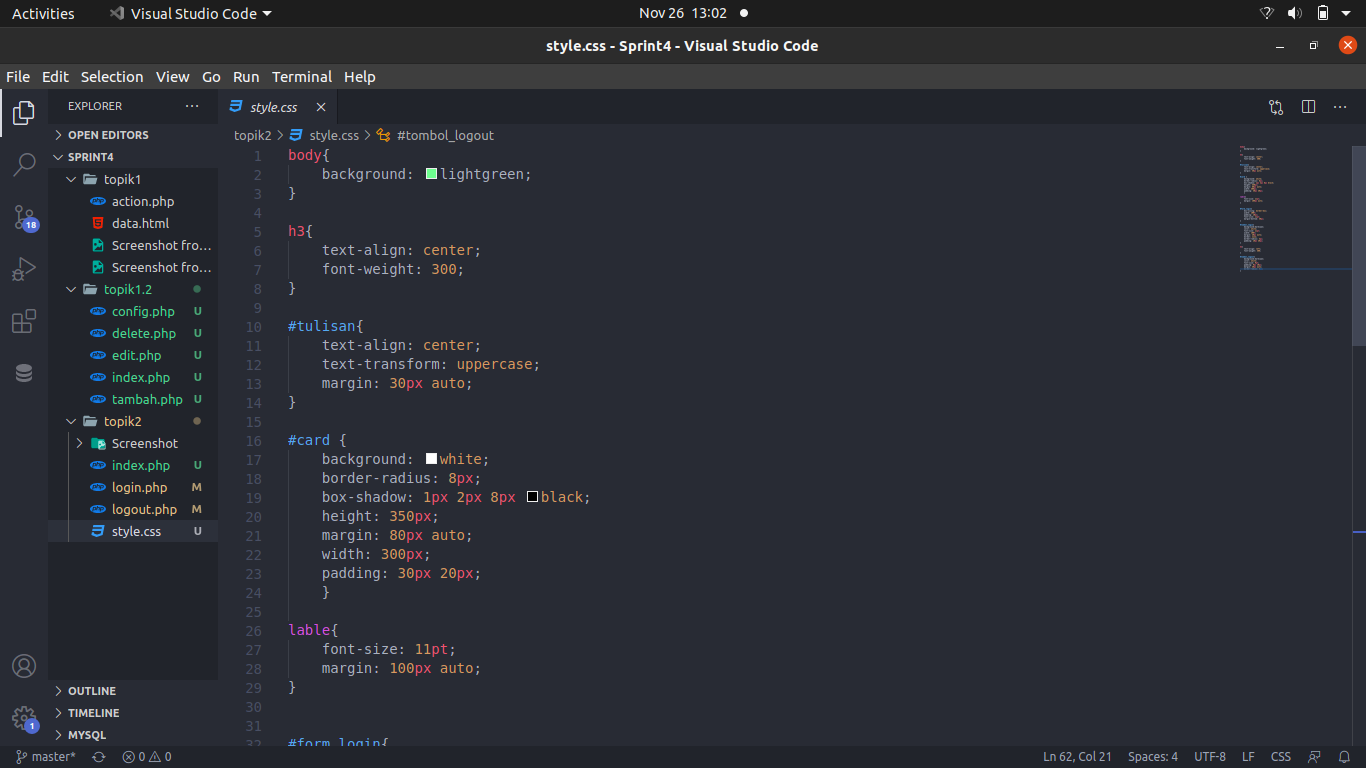 Activities
Visual Studio Code
Nov 26 13:02
style.css - Sprint4 - Visual Studio Code
File Edit Selection View Go Run Terminal Help
EXPLORER
OPEN EDITORS
SPRINT4
topik1
action.php
data.html
Screenshot fro...
Screenshot fro...
topik1.2
config.php U
delete.php U
edit.php U
index.php U
tambah.php U
topik2
Screenshot
index.php U
login.php M
logout.php M
style.css U
OUTLINE
TIMELINE
MYSQL
18
1
style.css
topik2 > style.css > #tombol_logout
1 body{
2 background: lightgreen;
3 }
4
5 h3{
6 text-align: center;
7 font-weight: 300;
8 }
9
10 #tulisan{
11 text-align: center;
12 text-transform: uppercase;
13 margin: 30px auto;
14 }
15
16 #card {
17 background: white;
18 border-radius: 8px;
19 box-shadow: 1px 2px 8px black;
20 height: 350px;
21 margin: 80px auto;
22 width: 300px;
23 padding: 30px 20px;
24 }
25
26 lable{
27 font-size: 11pt;
28 margin: 100px auto;
29 }
30
31
32 #form_login{
master* 0 0 Ln 62, Col 21 Spaces: 4 UTF-8 LF CSS